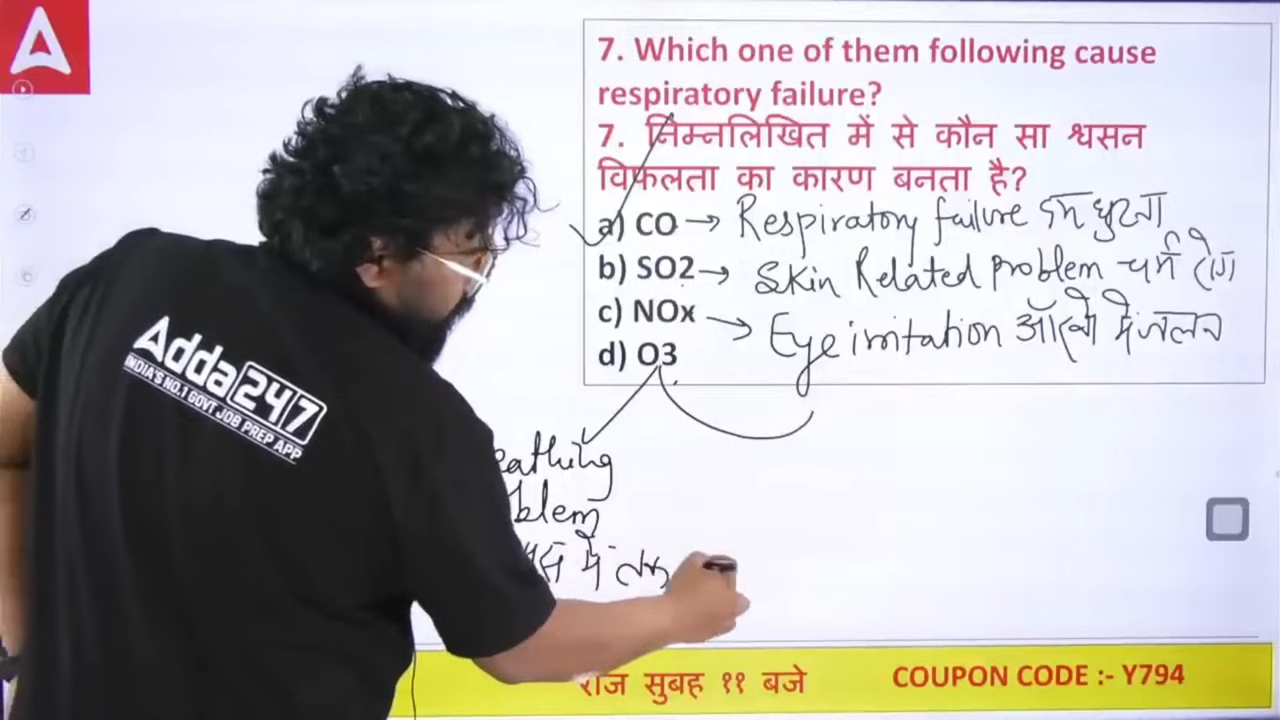 A
7. Which one of them following cause
respiratory failure?
7. निम्नलिखित में से कौन सा श्वसन
विफलता का कारण बनता है?
a) CO → Respiratory failure दम घुटना
b) SO2 → Skin Related Problem चर्म रोग
c) NOx → Eye irritation आँखो मे जलन
d) O3
eathing
blem
में
Adda247
INDIA'S NO.1 GOVT JOB PREP APP
राज सुबह ११ बजे
COUPON CODE :- Y794